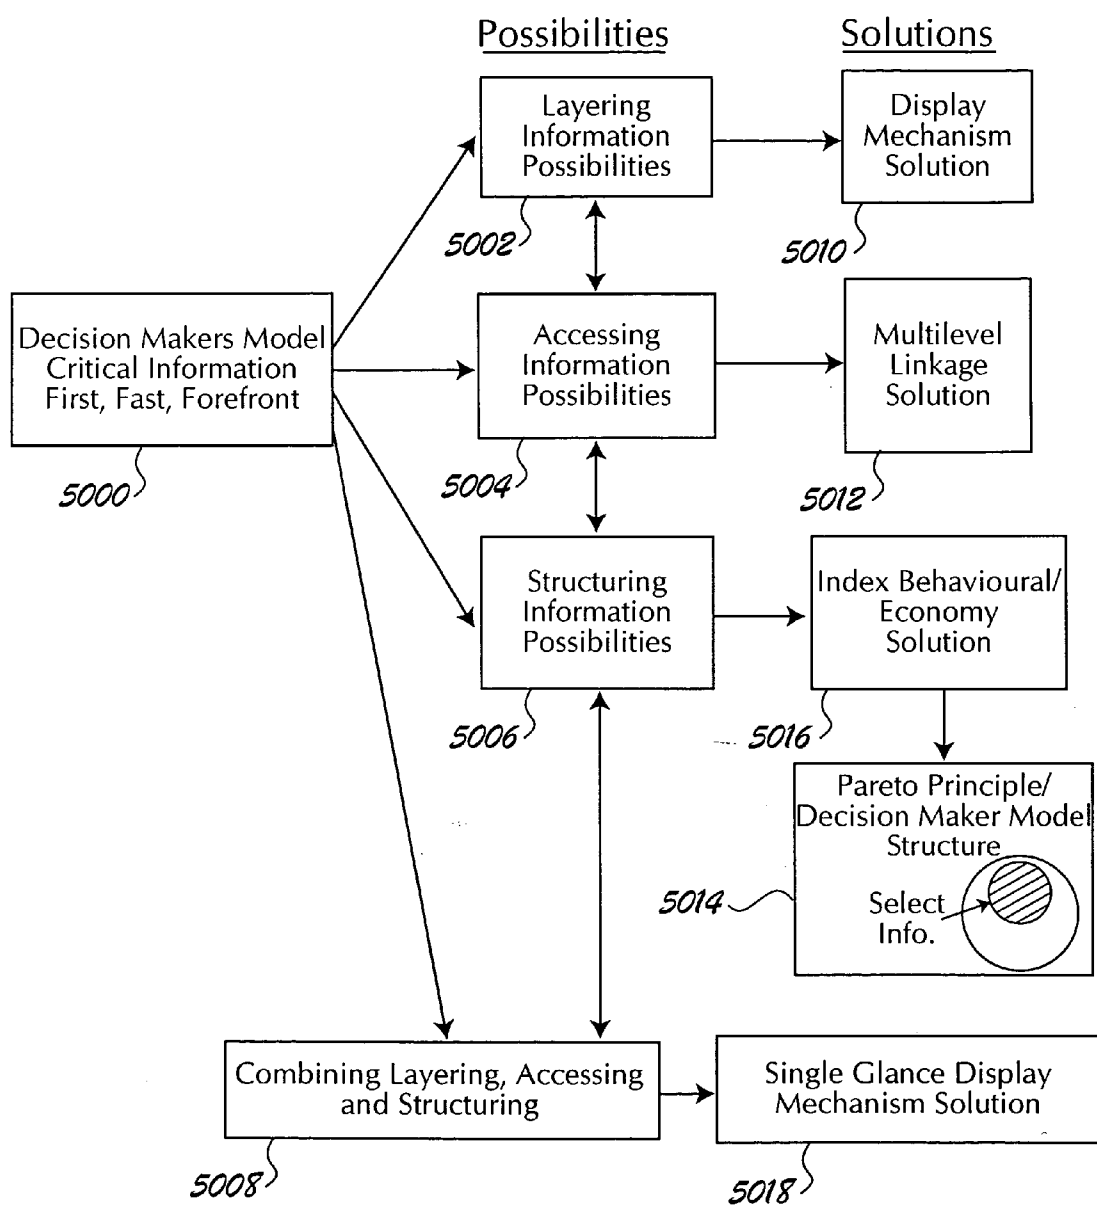 Possibilities
Solutions
Layering
Information
Possibilities
5002
Display
Mechanism
Solution
5010
Decision Makers Model
Critical Information
First, Fast, Forefront
5000
Accessing
Information
Possibilities
5004
Multilevel
Linkage
Solution
5012
Structuring
Information
Possibilities
5006
Index Behavioural/
Economy
Solution
5016
Pareto Principle/
Decision Maker Model
Structure
Select
Info.
5014
Combining Layering, Accessing
and Structuring
5008
Single Glance Display
Mechanism Solution
5018